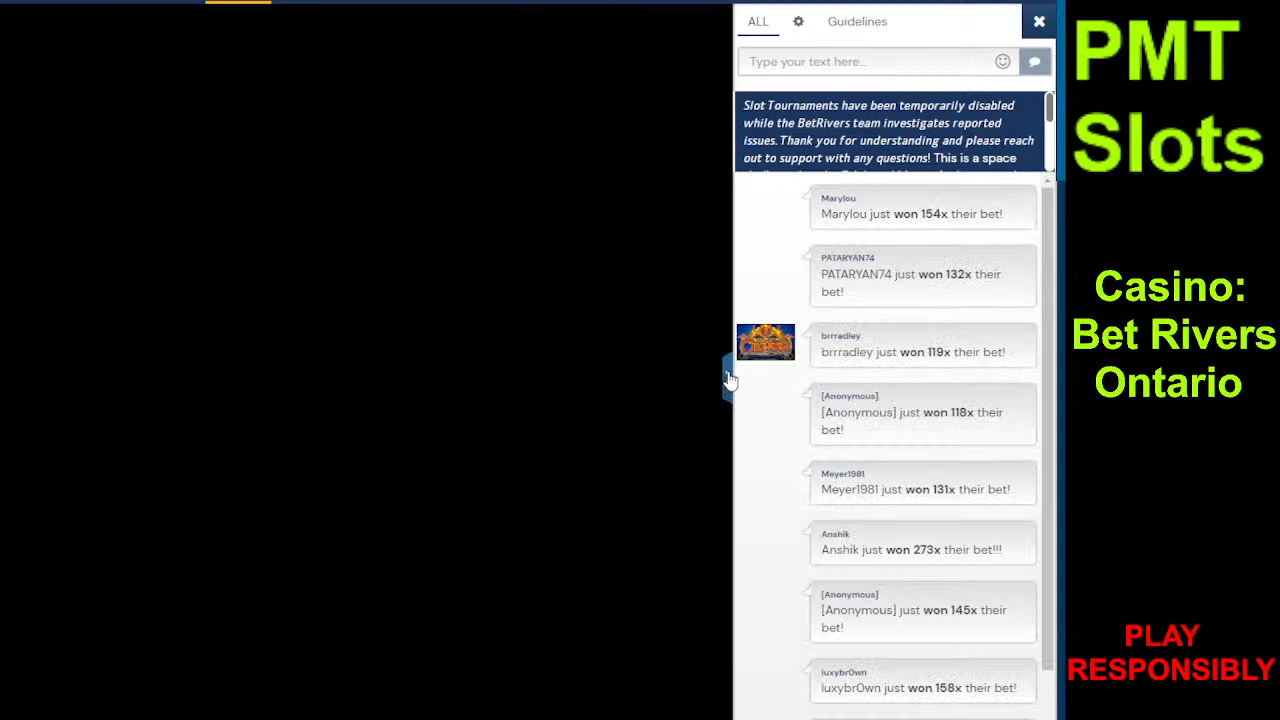 ALL
Guidelines
Type your text here...
Slot Tournaments have been temporarily disabled
while the BetRivers team investigates reported
issues. Thank you for understanding and please reach
out to support with any questions! This is a space
Marylou
Marylou just won 154x their bet!
PATARYAN74
PATARYAN74 just won 132x their
bet!
brrradley
brrradley just won 119x their bet!
[Anonymous]
[Anonymous] just won 118x their
bet!
Meyer1981
Meyer1981 just won 131x their bet!
Anshik
Anshik just won 273x their bet!!!
[Anonymous]
[Anonymous] just won 145x their
bet!
luxybr0wn
luxybr0wn just won 158x their bet!
PMT
Slots
Casino:
Bet Rivers
Ontario
PLAY
RESPONSIBLY